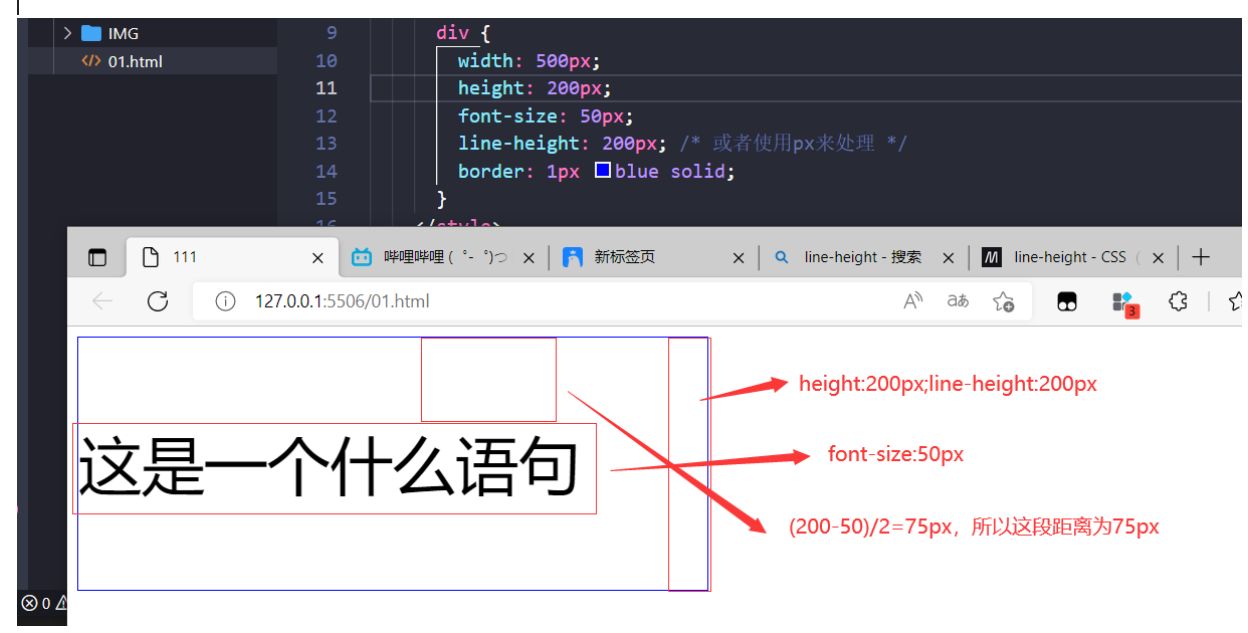 IMG
01.html
9 div {
10 width: 500px;
11 height: 200px;
12 font-size: 50px;
13 line-height: 200px; /* 或者使用px来处理 */
14 border: 1px blue solid;
15 }
16 </style>
111
哔哩哔哩 ( ゜- ゜)つ
新标签页
line-height - 搜索
line-height - CSS (
127.0.0.1:5506/01.html
3
height:200px;line-height:200px
这是一个什么语句
font-size:50px
(200-50)/2=75px，所以这段距离为75px
0